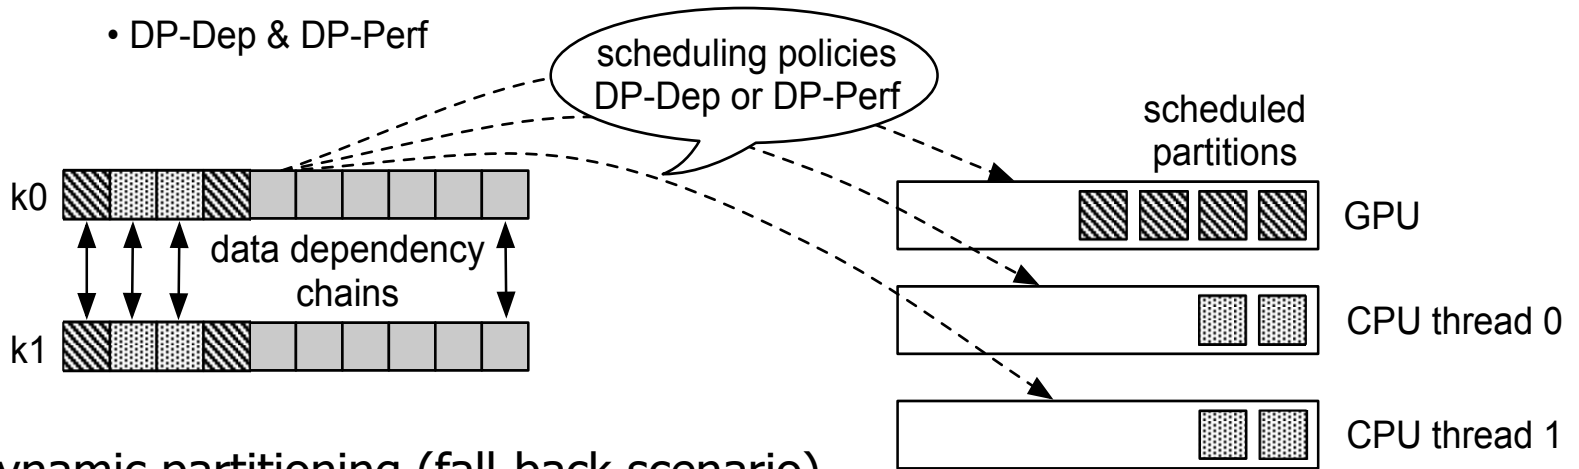 • DP-Dep & DP-Perf
scheduling policies
DP-Dep or DP-Perf
scheduled
partitions
k0
GPU
data dependency
chains
CPU thread 0
k1
CPU thread 1
dynamic partitioning (fall-back scenario)